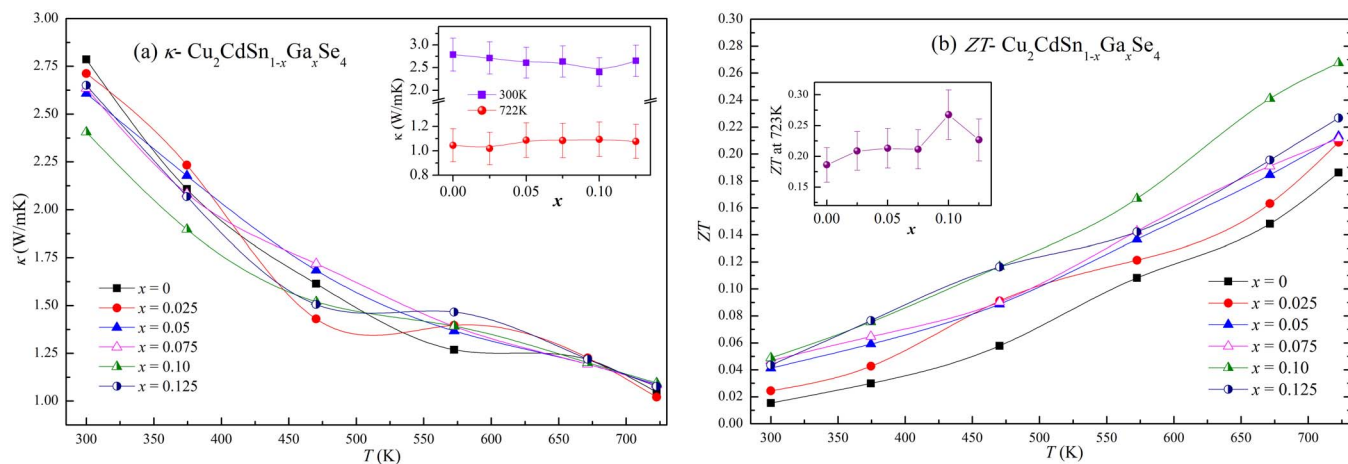 (a) κ- Cu₂CdSn₁₋ₓGaₓSe₄
κ (W/mK)
3.00
2.75
2.50
2.25
2.00
1.75
1.50
1.25
1.00
300
350
400
450
500
550
600
650
700
T (K)
x = 0
x = 0.025
x = 0.05
x = 0.075
x = 0.10
x = 0.125
κ (W/mK)
3.0
2.5
2.0
1.4
1.2
1.0
0.8
300K
722K
0.00
0.05
0.10
x
(b) ZT- Cu₂CdSn₁₋ₓGaₓSe₄
ZT
0.30
0.28
0.26
0.24
0.22
0.20
0.18
0.16
0.14
0.12
0.10
0.08
0.06
0.04
0.02
0.00
300
350
400
450
500
550
600
650
700
T (K)
ZT at 723K
0.30
0.25
0.20
0.15
0.00
0.05
0.10
x
x = 0
x = 0.025
x = 0.05
x = 0.075
x = 0.10
x = 0.125